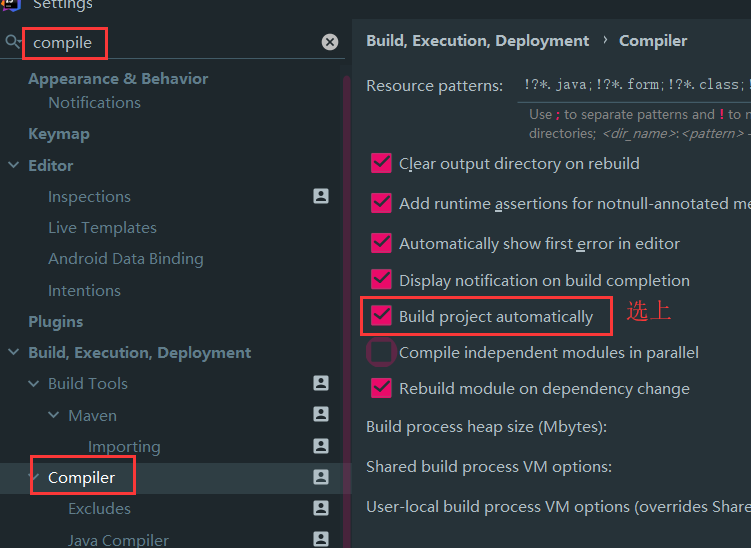 Settings
compile
Appearance & Behavior
Notifications
Keymap
Editor
Inspections
Live Templates
Android Data Binding
Intentions
Plugins
Build, Execution, Deployment
Build Tools
Maven
Importing
Compiler
Excludes
Java Compiler
Build, Execution, Deployment › Compiler
Resource patterns: !?*.java;!?*.form;!?*.class;
Use ; to separate patterns and ! to
directories; <dir_name>:<pattern> -
Clear output directory on rebuild
Add runtime assertions for notnull-annotated me
Automatically show first error in editor
Display notification on build completion
Build project automatically 选上
Compile independent modules in parallel
Rebuild module on dependency change
Build process heap size (Mbytes):
Shared build process VM options:
User-local build process VM options (overrides Share